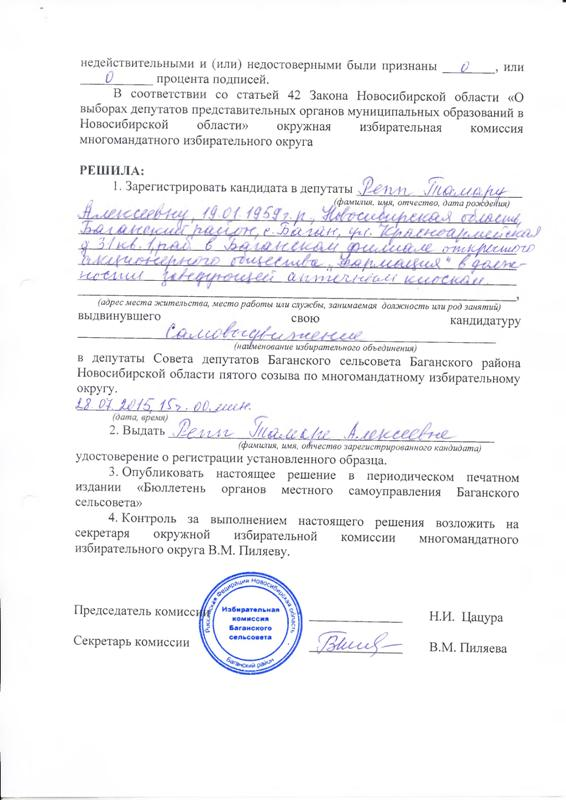 недействительными и (или) недостоверными были признаны 0, или
0 процента подписей.
В соответствии со статьей 42 Закона Новосибирской области «О
выборах депутатов представительных органов муниципальных образований в
Новосибирской области» окружная избирательная комиссия
многомандатного избирательного округа
РЕШИЛА:
1. Зарегистрировать кандидата в депутаты Репп Тамару
(фамилия, имя, отчество, дата рождения)
Алексеевну, 19.01.1959г.р., Новосибирская область,
Баганский район, с. Баган, ул. Красноармейская
д 31 кв. 1, раб в Баганском филиале открытого
акционерного общества "Фармация" в долж-
ности заведующей аптечным киоском
,
(адрес места жительства, место работы или службы, занимаемая должность или род занятий)
выдвинувшего свою кандидатуру
Самовыдвижение
(наименование избирательного объединения)
в депутаты Совета депутатов Баганского сельсовета Баганского района
Новосибирской области пятого созыва по многомандатному избирательному
округу.
28.07.2015, 15ч. 00 мин.
(дата, время)
2. Выдать Репп Тамаре Алексеевне
(фамилия, имя, отчество зарегистрированного кандидата)
удостоверение о регистрации установленного образца.
3. Опубликовать настоящее решение в периодическом печатном
издании «Бюллетень органов местного самоуправления Баганского
сельсовета»
4. Контроль за выполнением настоящего решения возложить на
секретаря окружной избирательной комиссии многомандатного
избирательного округа В.М. Пиляеву.
Председатель комиссии Н.И. Цацура
Секретарь комиссии В.М. Пиляева
Российская Федерация Новосибирская область
Избирательная
комиссия
Баганского
сельсовета
Баганский район